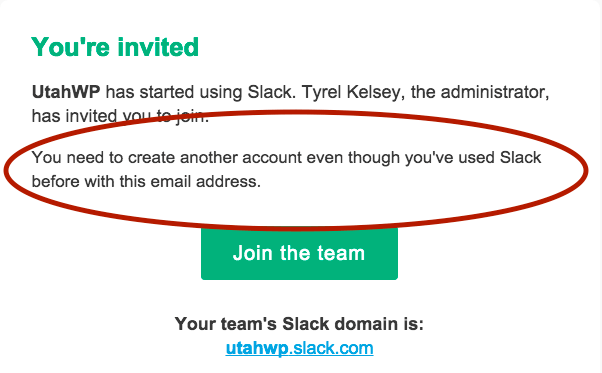 You're invited
UtahWP has started using Slack. Tyrel Kelsey, the administrator,
has invited you to join.
You need to create another account even though you've used Slack
before with this email address.
Join the team
Your team's Slack domain is:
utahwp.slack.com